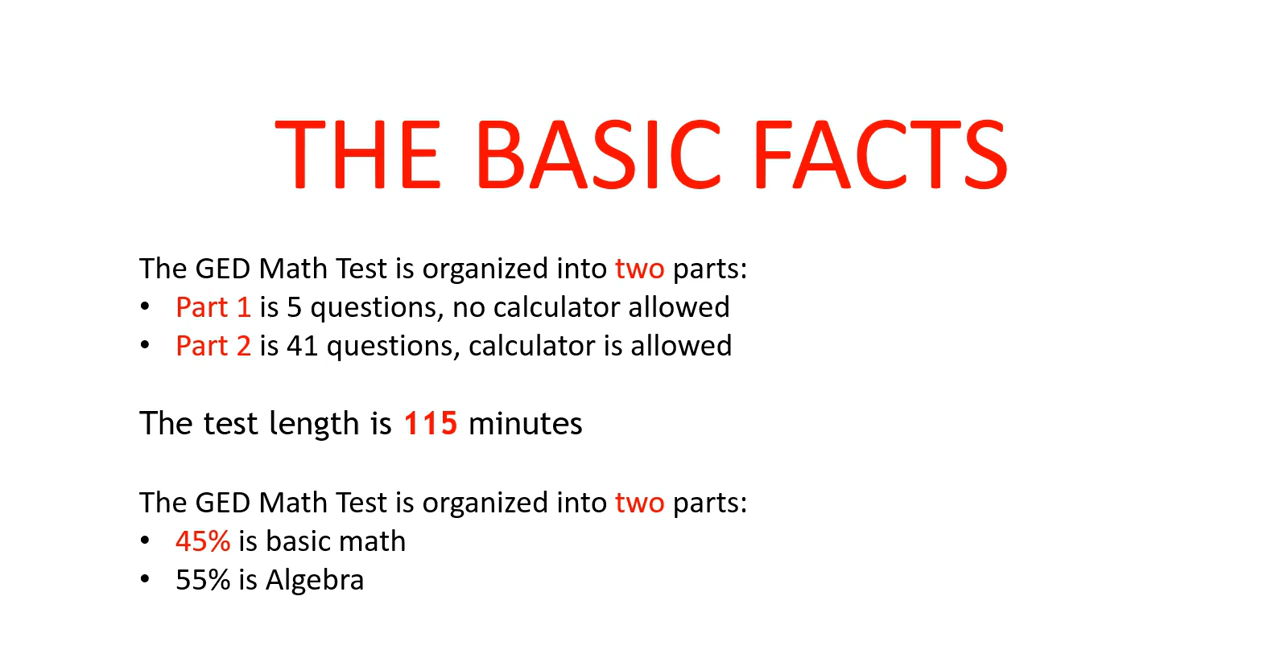 THE BASIC FACTS
The GED Math Test is organized into two parts:
• Part 1 is 5 questions, no calculator allowed
• Part 2 is 41 questions, calculator is allowed
The test length is 115 minutes
The GED Math Test is organized into two parts:
• 45% is basic math
• 55% is Algebra